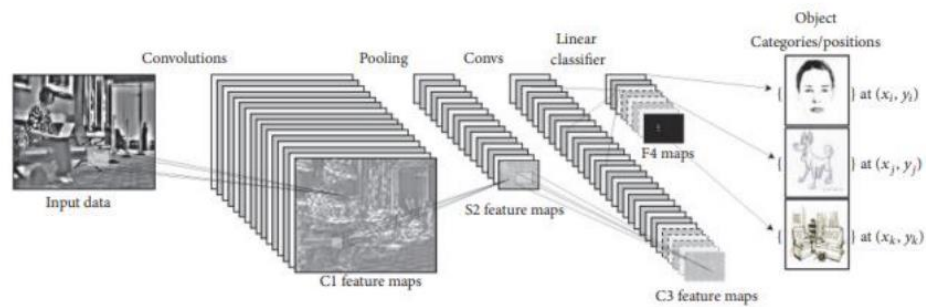 Object
Categories/positions
Linear
classifier
Convolutions
Pooling
Convs
{ } at (xᵢ, yᵢ)
F4 maps
{ } at (xⱼ, yⱼ)
Input data
S2 feature maps
{ } at (xₖ, yₖ)
C1 feature maps
C3 feature maps